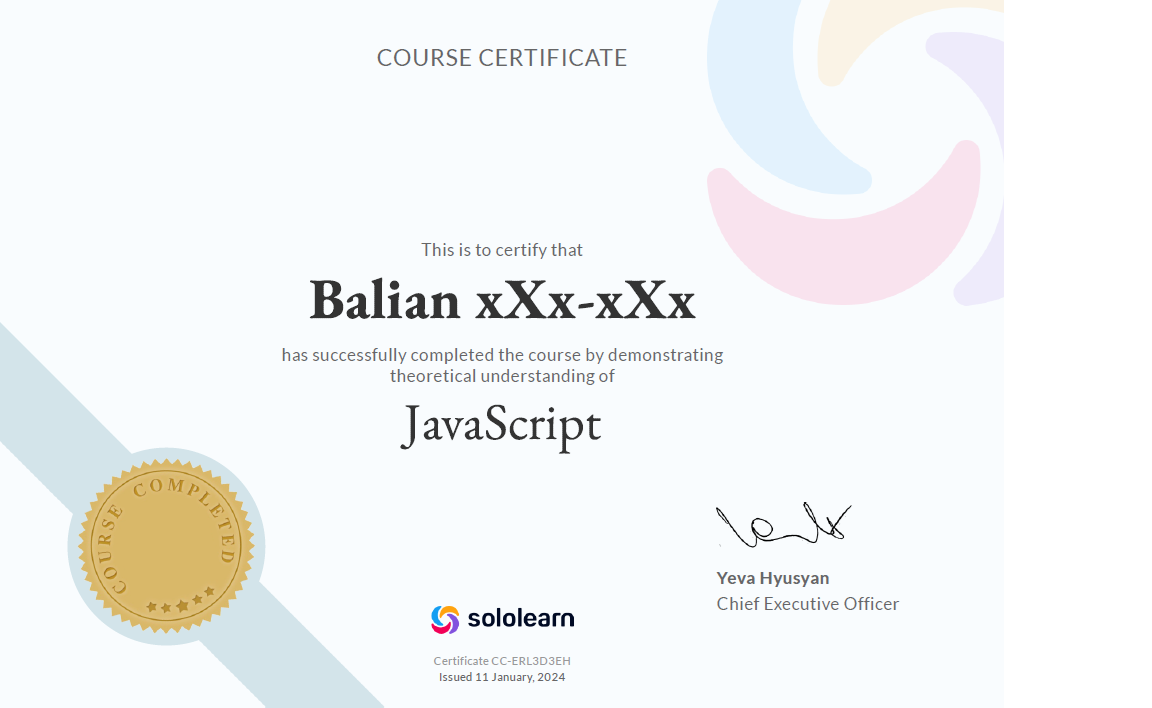 COURSE CERTIFICATE
This is to certify that
Balian xXx-xXx
has successfully completed the course by demonstrating
theoretical understanding of
JavaScript
COURSE COMPLETED
Yeva Hyusyan
Chief Executive Officer
sololearn
Certificate CC-ERL3D3EH
Issued 11 January, 2024